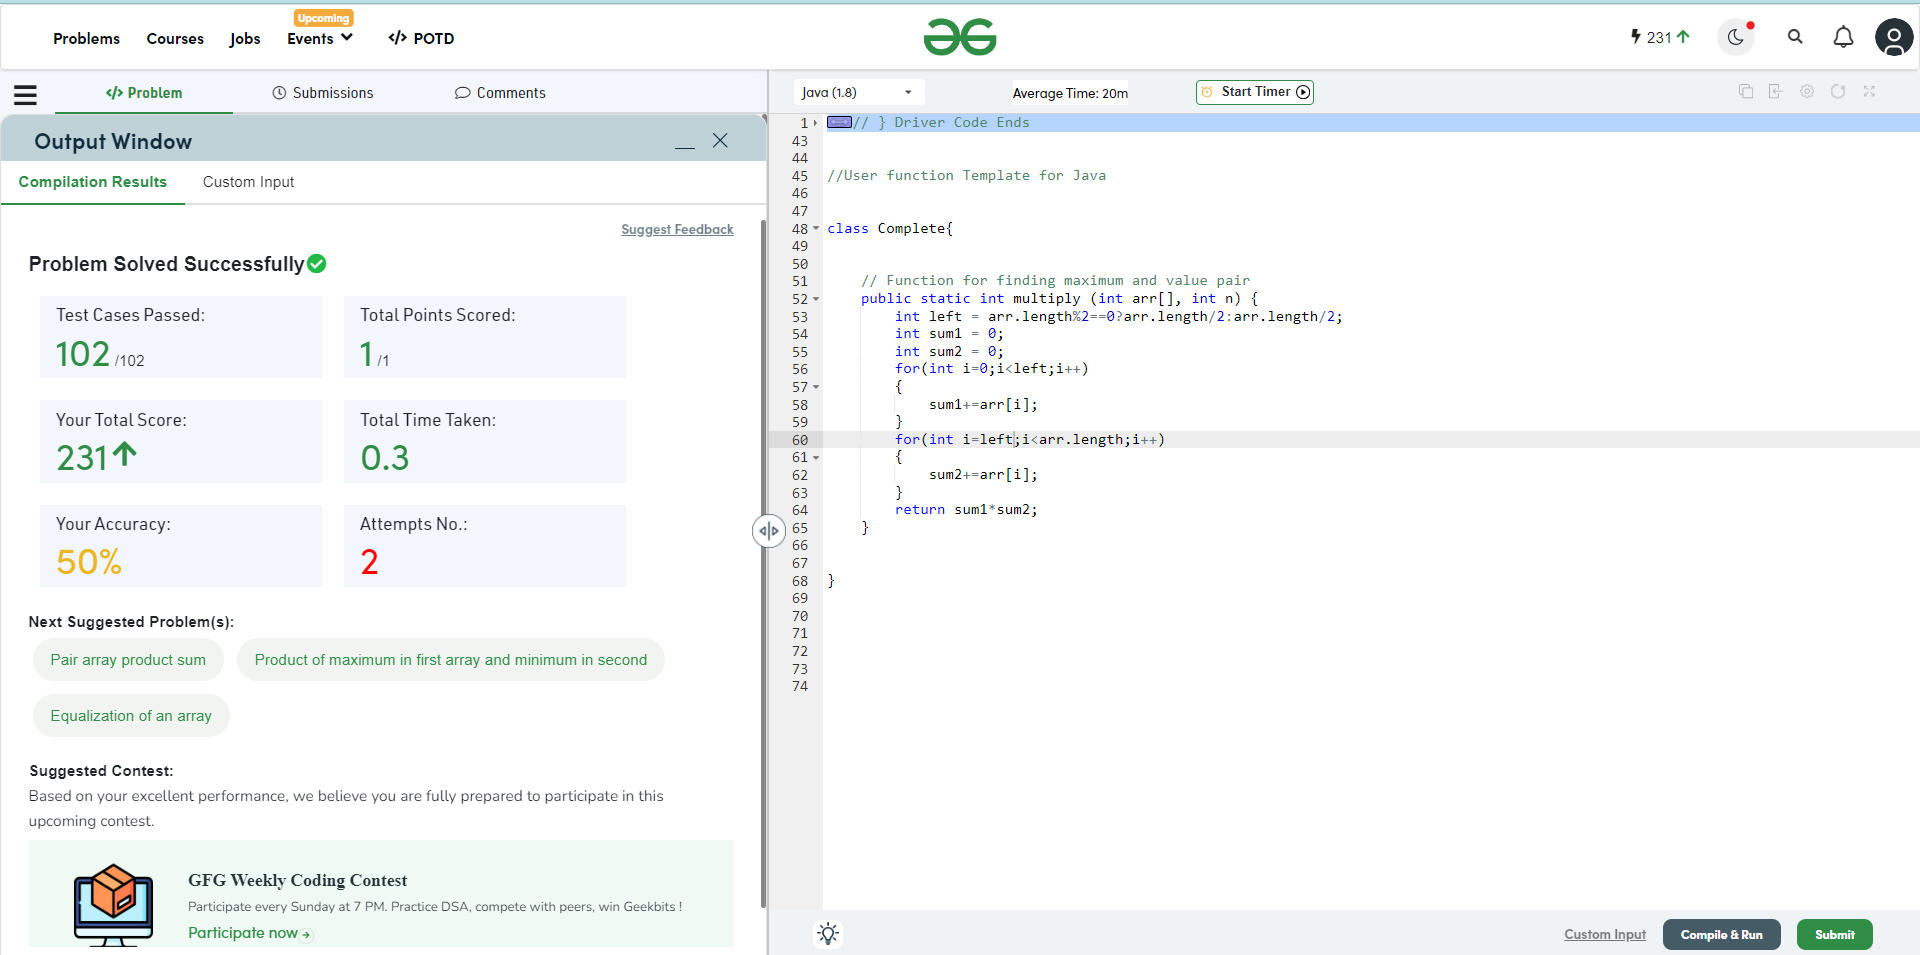 Problems
Courses
Jobs
Upcoming
Events
</> POTD
231
</> Problem
Submissions
Comments
Output Window
Compilation Results
Custom Input
Suggest Feedback
Problem Solved Successfully
Test Cases Passed:
102 /102
Total Points Scored:
1 /1
Your Total Score:
231
Total Time Taken:
0.3
Your Accuracy:
50%
Attempts No.:
2
Next Suggested Problem(s):
Pair array product sum
Product of maximum in first array and minimum in second
Equalization of an array
Suggested Contest:
Based on your excellent performance, we believe you are fully prepared to participate in this
upcoming contest.
GFG Weekly Coding Contest
Participate every Sunday at 7 PM. Practice DSA, compete with peers, win Geekbits !
Participate now
Java (1.8)
Average Time: 20m
Start Timer
1 // } Driver Code Ends
43
44
45 //User function Template for Java
46
47
48 class Complete{
49
50
51 // Function for finding maximum and value pair
52 public static int multiply (int arr[], int n) {
53 int left = arr.length%2==0?arr.length/2:arr.length/2;
54 int sum1 = 0;
55 int sum2 = 0;
56 for(int i=0;i<left;i++)
57 {
58 sum1+=arr[i];
59 }
60 for(int i=left;i<arr.length;i++)
61 {
62 sum2+=arr[i];
63 }
64 return sum1*sum2;
65 }
66
67
68 }
69
70
71
72
73
74
Custom Input
Compile & Run
Submit